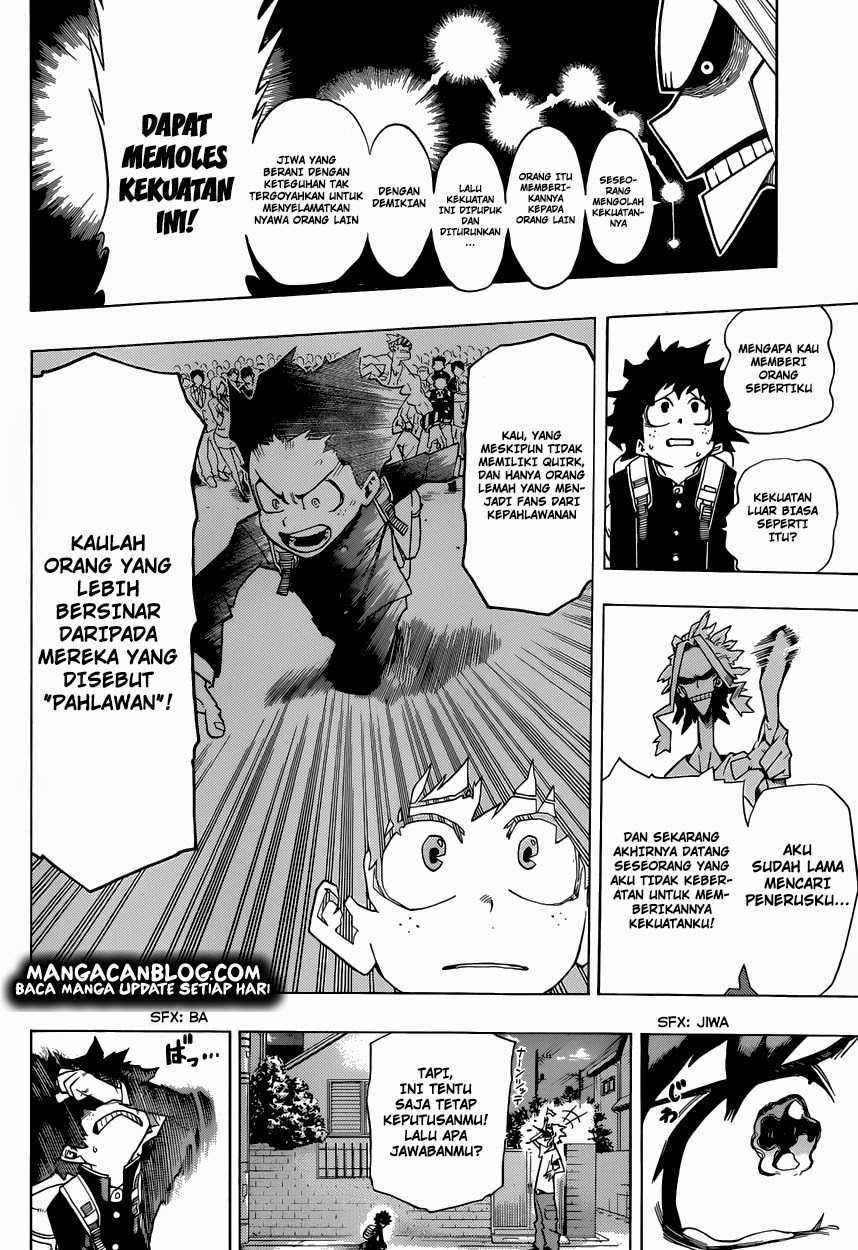 SESEO-
RANG
MENGOLAH
KEKUATAN-
NYA
ORANG ITU
MEMBERI-
KANNYA
KEPADA
ORANG LAIN
LALU
KEKUATAN
INI DIPUPUK
DAN
DITURUNKAN
...
DENGAN
DEMIKIAN
JIWA YANG
BERANI DENGAN
KETEGUHAN TAK
TERGOYAHKAN UNTUK
MENYELAMATKAN
NYAWA ORANG LAIN
DAPAT
MEMOLES
KEKUATAN
INI!
MENGAPA KAU
MEMBERI
ORANG
SEPERTIKU
KEKUATAN
LUAR BIASA
SEPERTI
ITU?
AKU
SUDAH LAMA
MENCARI
PENERUSKU...
DAN SEKARANG
AKHIRNYA DATANG
SESEORANG YANG
AKU TIDAK KEBER-
ATAN UNTUK MEM-
BERIKANNYA
KEKUATANKU!
KAU, YANG
MESKIPUN TIDAK
MEMILIKI QUIRK,
DAN HANYA ORANG
LEMAH YANG MEN-
JADI FANS DARI
KEPAHLAWANAN
KAULAH
ORANG YANG
LEBIH
BERSINAR
DARIPADA
MEREKA YANG
DISEBUT
"PAHLAWAN"!
MANGACANBLOG.COM
BACA MANGA UPDATE SETIAP HARI
SFX: JIWA
じわ
TAPI,
INI TENTU
SAJA TETAP
KEPUTUSANMU!
LALU APA
JAWABANMU?
SFX: BA
ばっ...